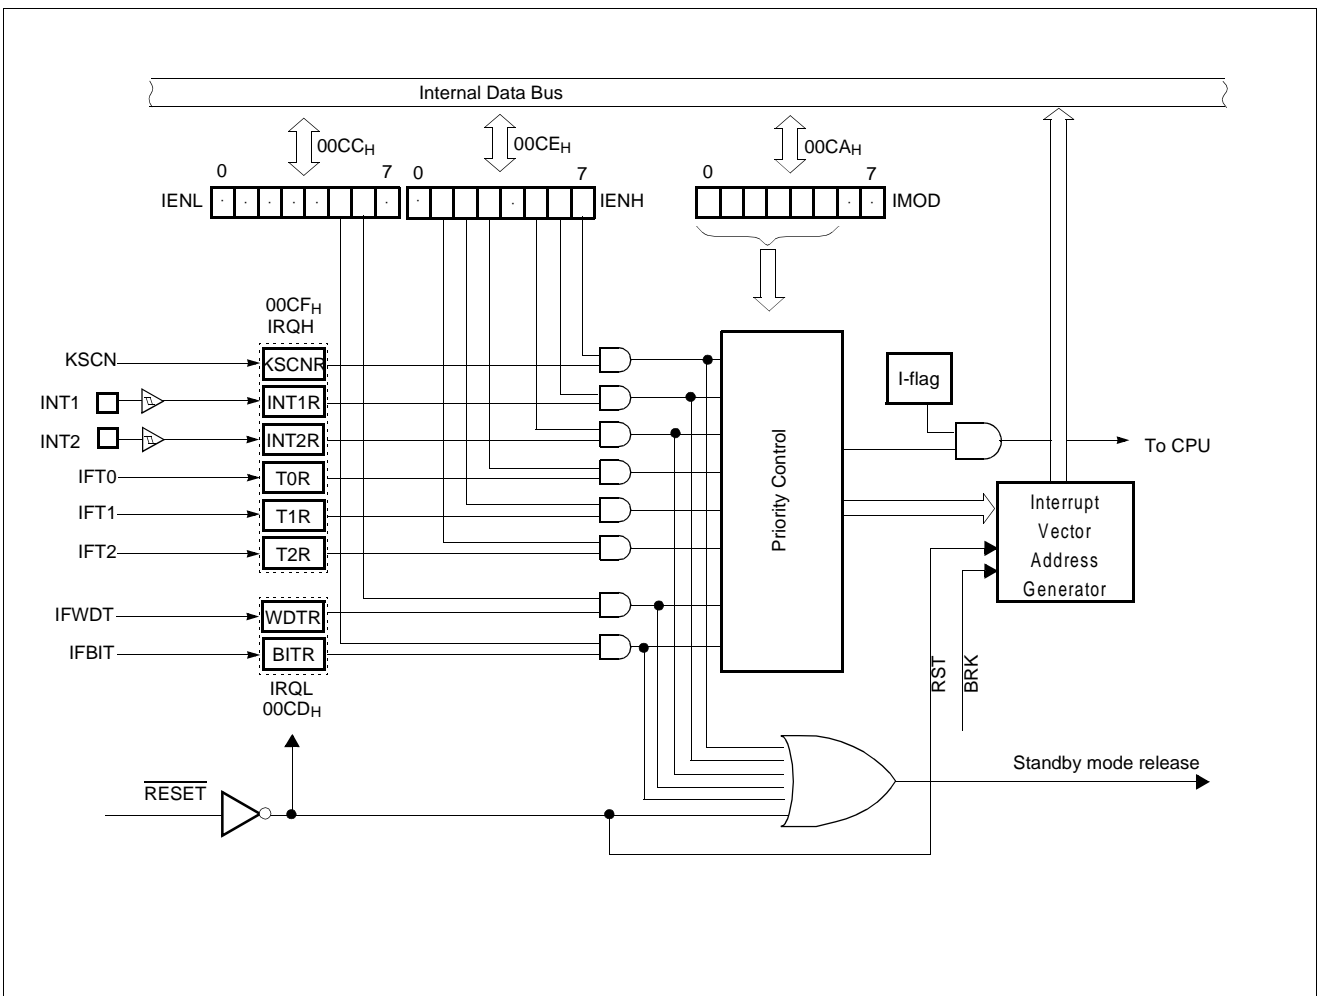 Internal Data Bus
00CCH
00CEH
00CAH
0 7
0 7
0 7
IENL
IENH
IMOD
00CFH
IRQH
KSCN
KSCNR
INT1
INT1R
INT2
INT2R
IFT0
T0R
IFT1
T1R
IFT2
T2R
IFWDT
WDTR
IFBIT
BITR
IRQL
00CDH
Priority Control
I-flag
To CPU
Interrupt
Vector
Address
Generator
RST
BRK
RESET
Standby mode release